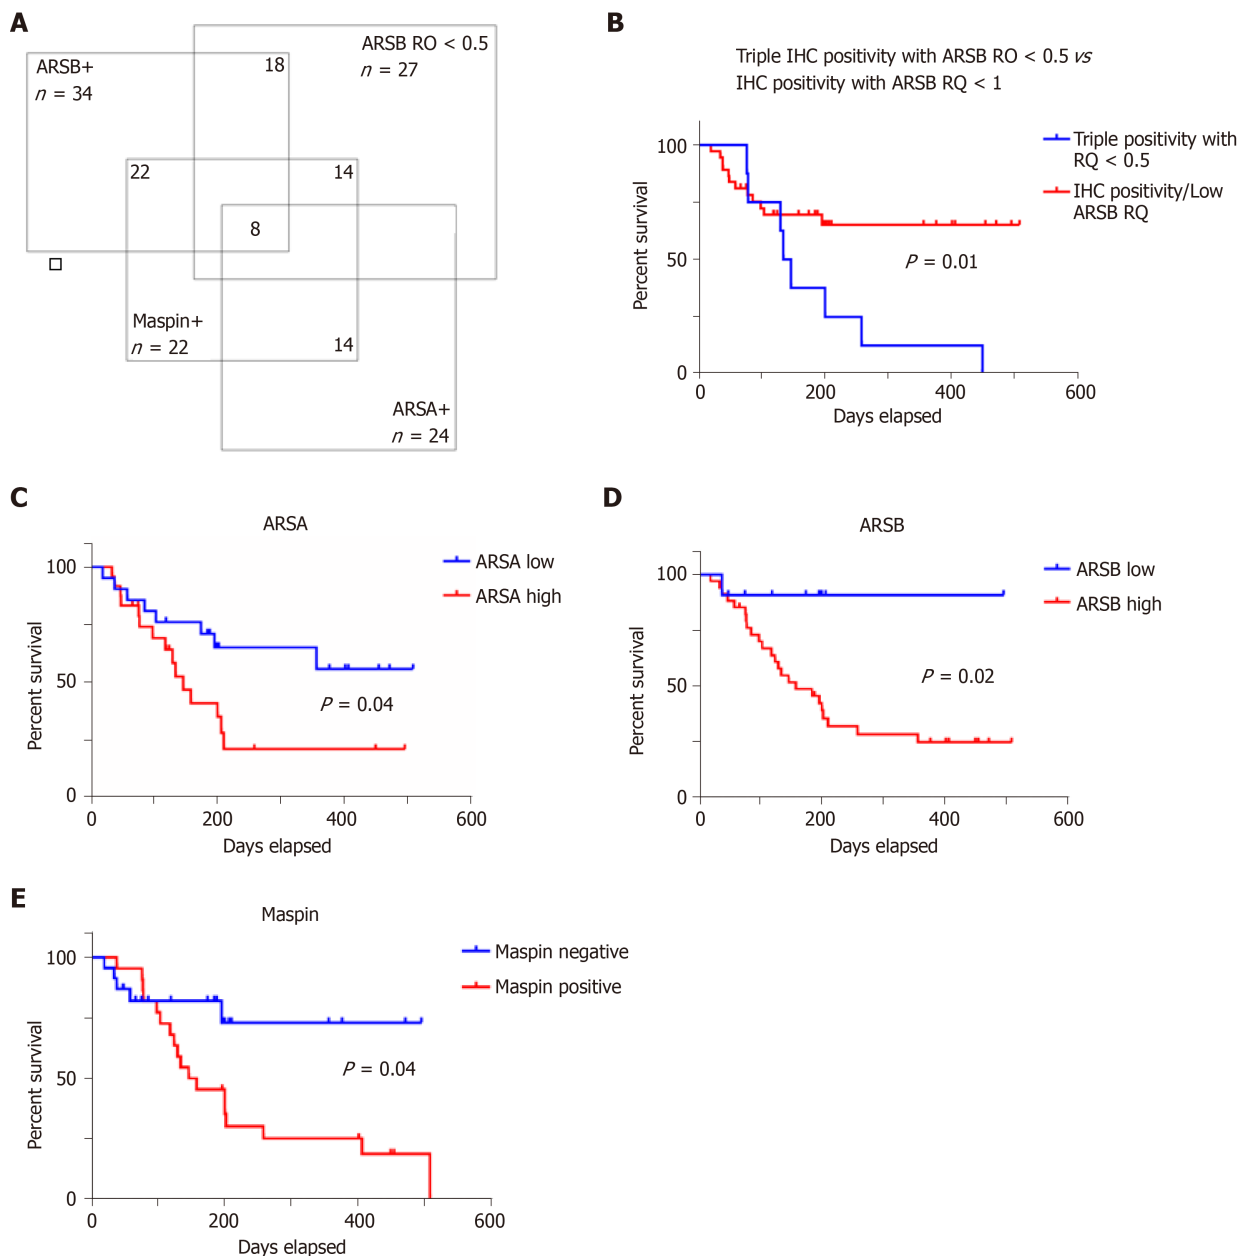 A
ARSB RO < 0.5
n = 27
ARSB+
n = 34
18
22
14
8
Maspin+
n = 22
14
ARSA+
n = 24
B
Triple IHC positivity with ARSB RO < 0.5 vs
IHC positivity with ARSB RQ < 1
Triple positivity with
RQ < 0.5
IHC positivity/Low
ARSB RQ
Percent survival
100
50
0
P = 0.01
0
200
400
600
Days elapsed
C
ARSA
ARSA low
ARSA high
Percent survival
100
50
0
P = 0.04
0
200
400
600
Days elapsed
D
ARSB
ARSB low
ARSB high
Percent survival
100
50
0
P = 0.02
0
200
400
600
Days elapsed
E
Maspin
Maspin negative
Maspin positive
Percent survival
100
50
0
P = 0.04
0
200
400
600
Days elapsed